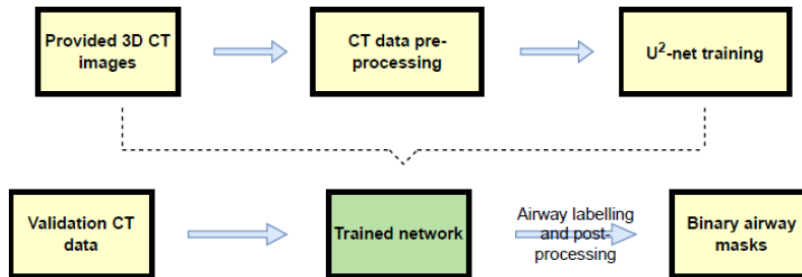 Provided 3D CT
images
CT data pre-
processing
U²-net training
Validation CT
data
Trained network
Airway labelling
and post-
processing
Binary airway
masks